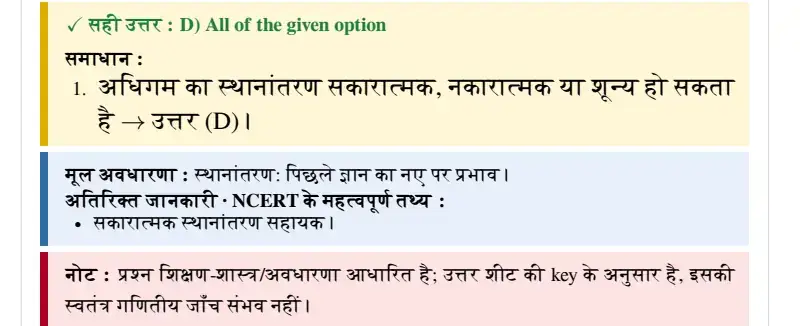 ✓ सही उत्तर : D) All of the given option
समाधान :
1. अधिगम का स्थानांतरण सकारात्मक, नकारात्मक या शून्य हो सकता
है → उत्तर (D)।
मूल अवधारणा : स्थानांतरण: पिछले ज्ञान का नए पर प्रभाव।
अतिरिक्त जानकारी · NCERT के महत्वपूर्ण तथ्य :
• सकारात्मक स्थानांतरण सहायक।
नोट : प्रश्न शिक्षण-शास्त्र/अवधारणा आधारित है; उत्तर शीट की key के अनुसार है, इसकी
स्वतंत्र गणितीय जाँच संभव नहीं।